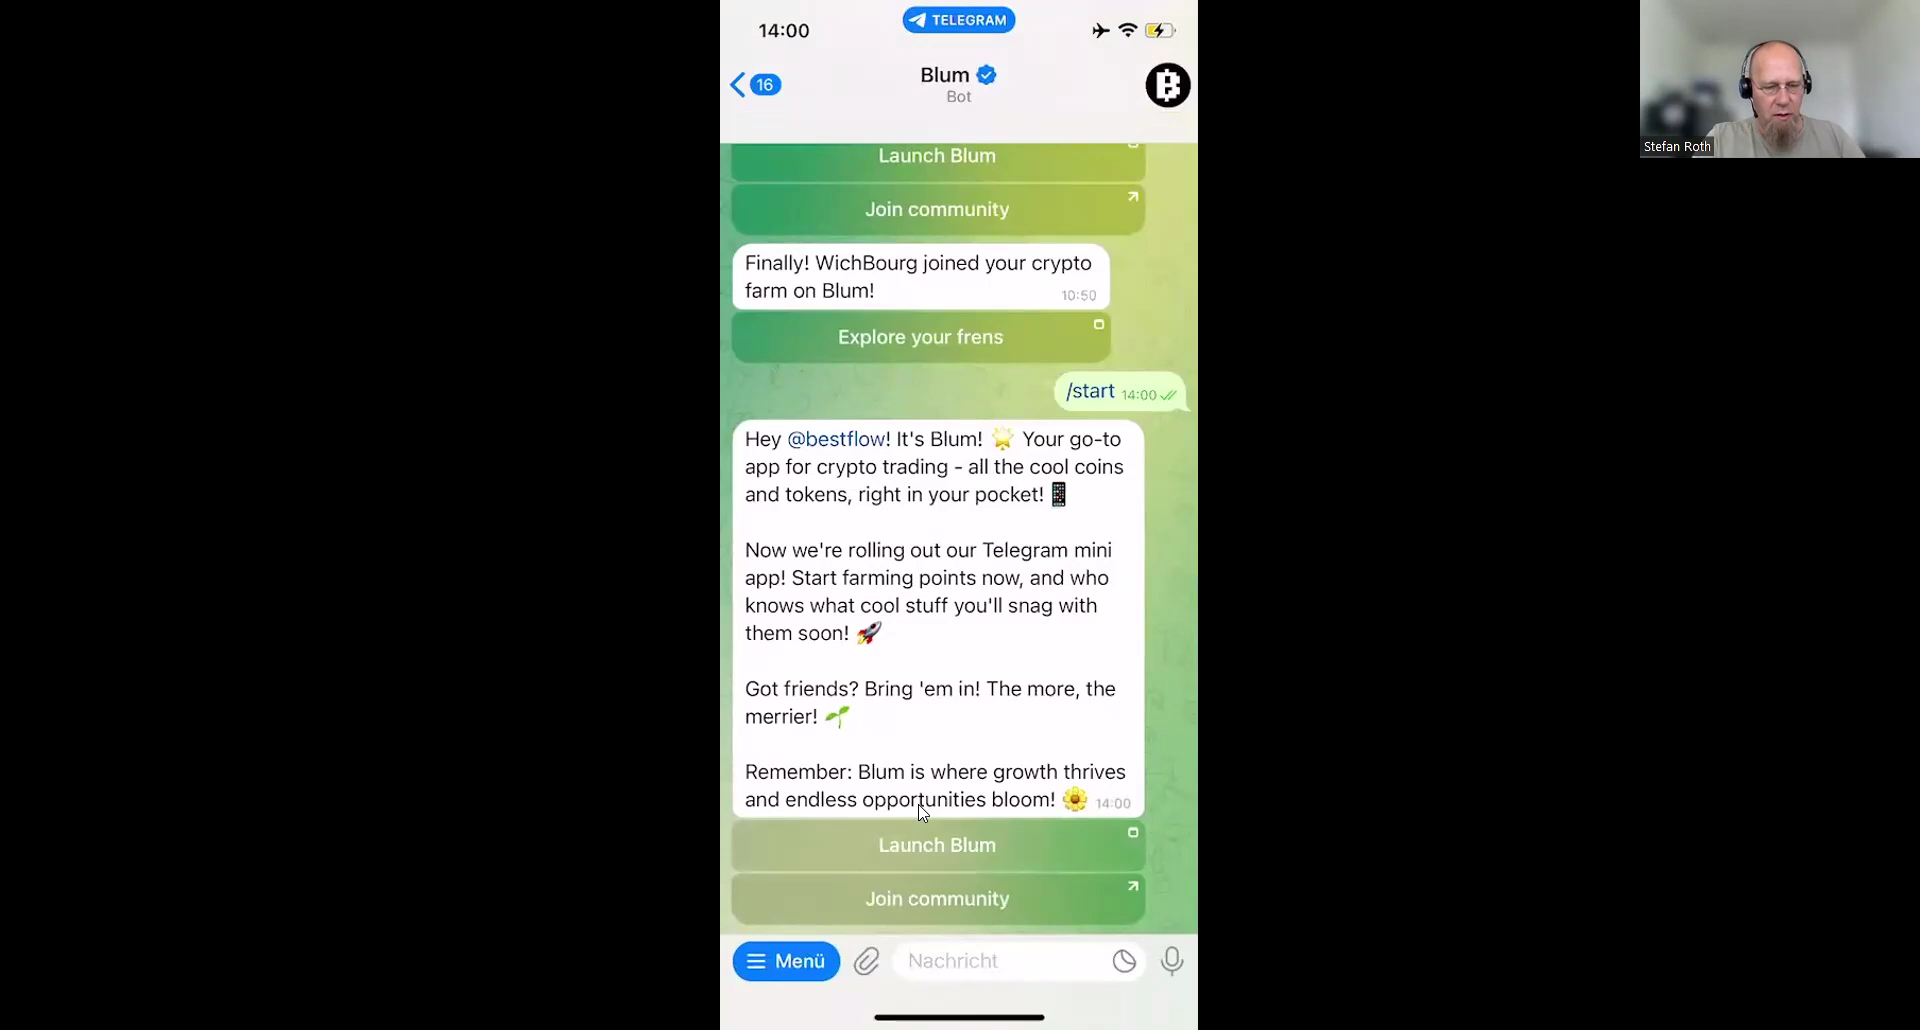 14:00
TELEGRAM
16
Blum
Bot
Stefan Roth
Launch Blum
Join community
Finally! WichBourg joined your crypto
farm on Blum!
10:50
Explore your frens
/start 14:00
Hey @bestflow! It's Blum! 🌟 Your go-to
app for crypto trading - all the cool coins
and tokens, right in your pocket! 📱
Now we're rolling out our Telegram mini
app! Start farming points now, and who
knows what cool stuff you'll snag with
them soon! 🚀
Got friends? Bring 'em in! The more, the
merrier! 🌱
Remember: Blum is where growth thrives
and endless opportunities bloom! 🌼 14:00
Launch Blum
Join community
Menü
Nachricht